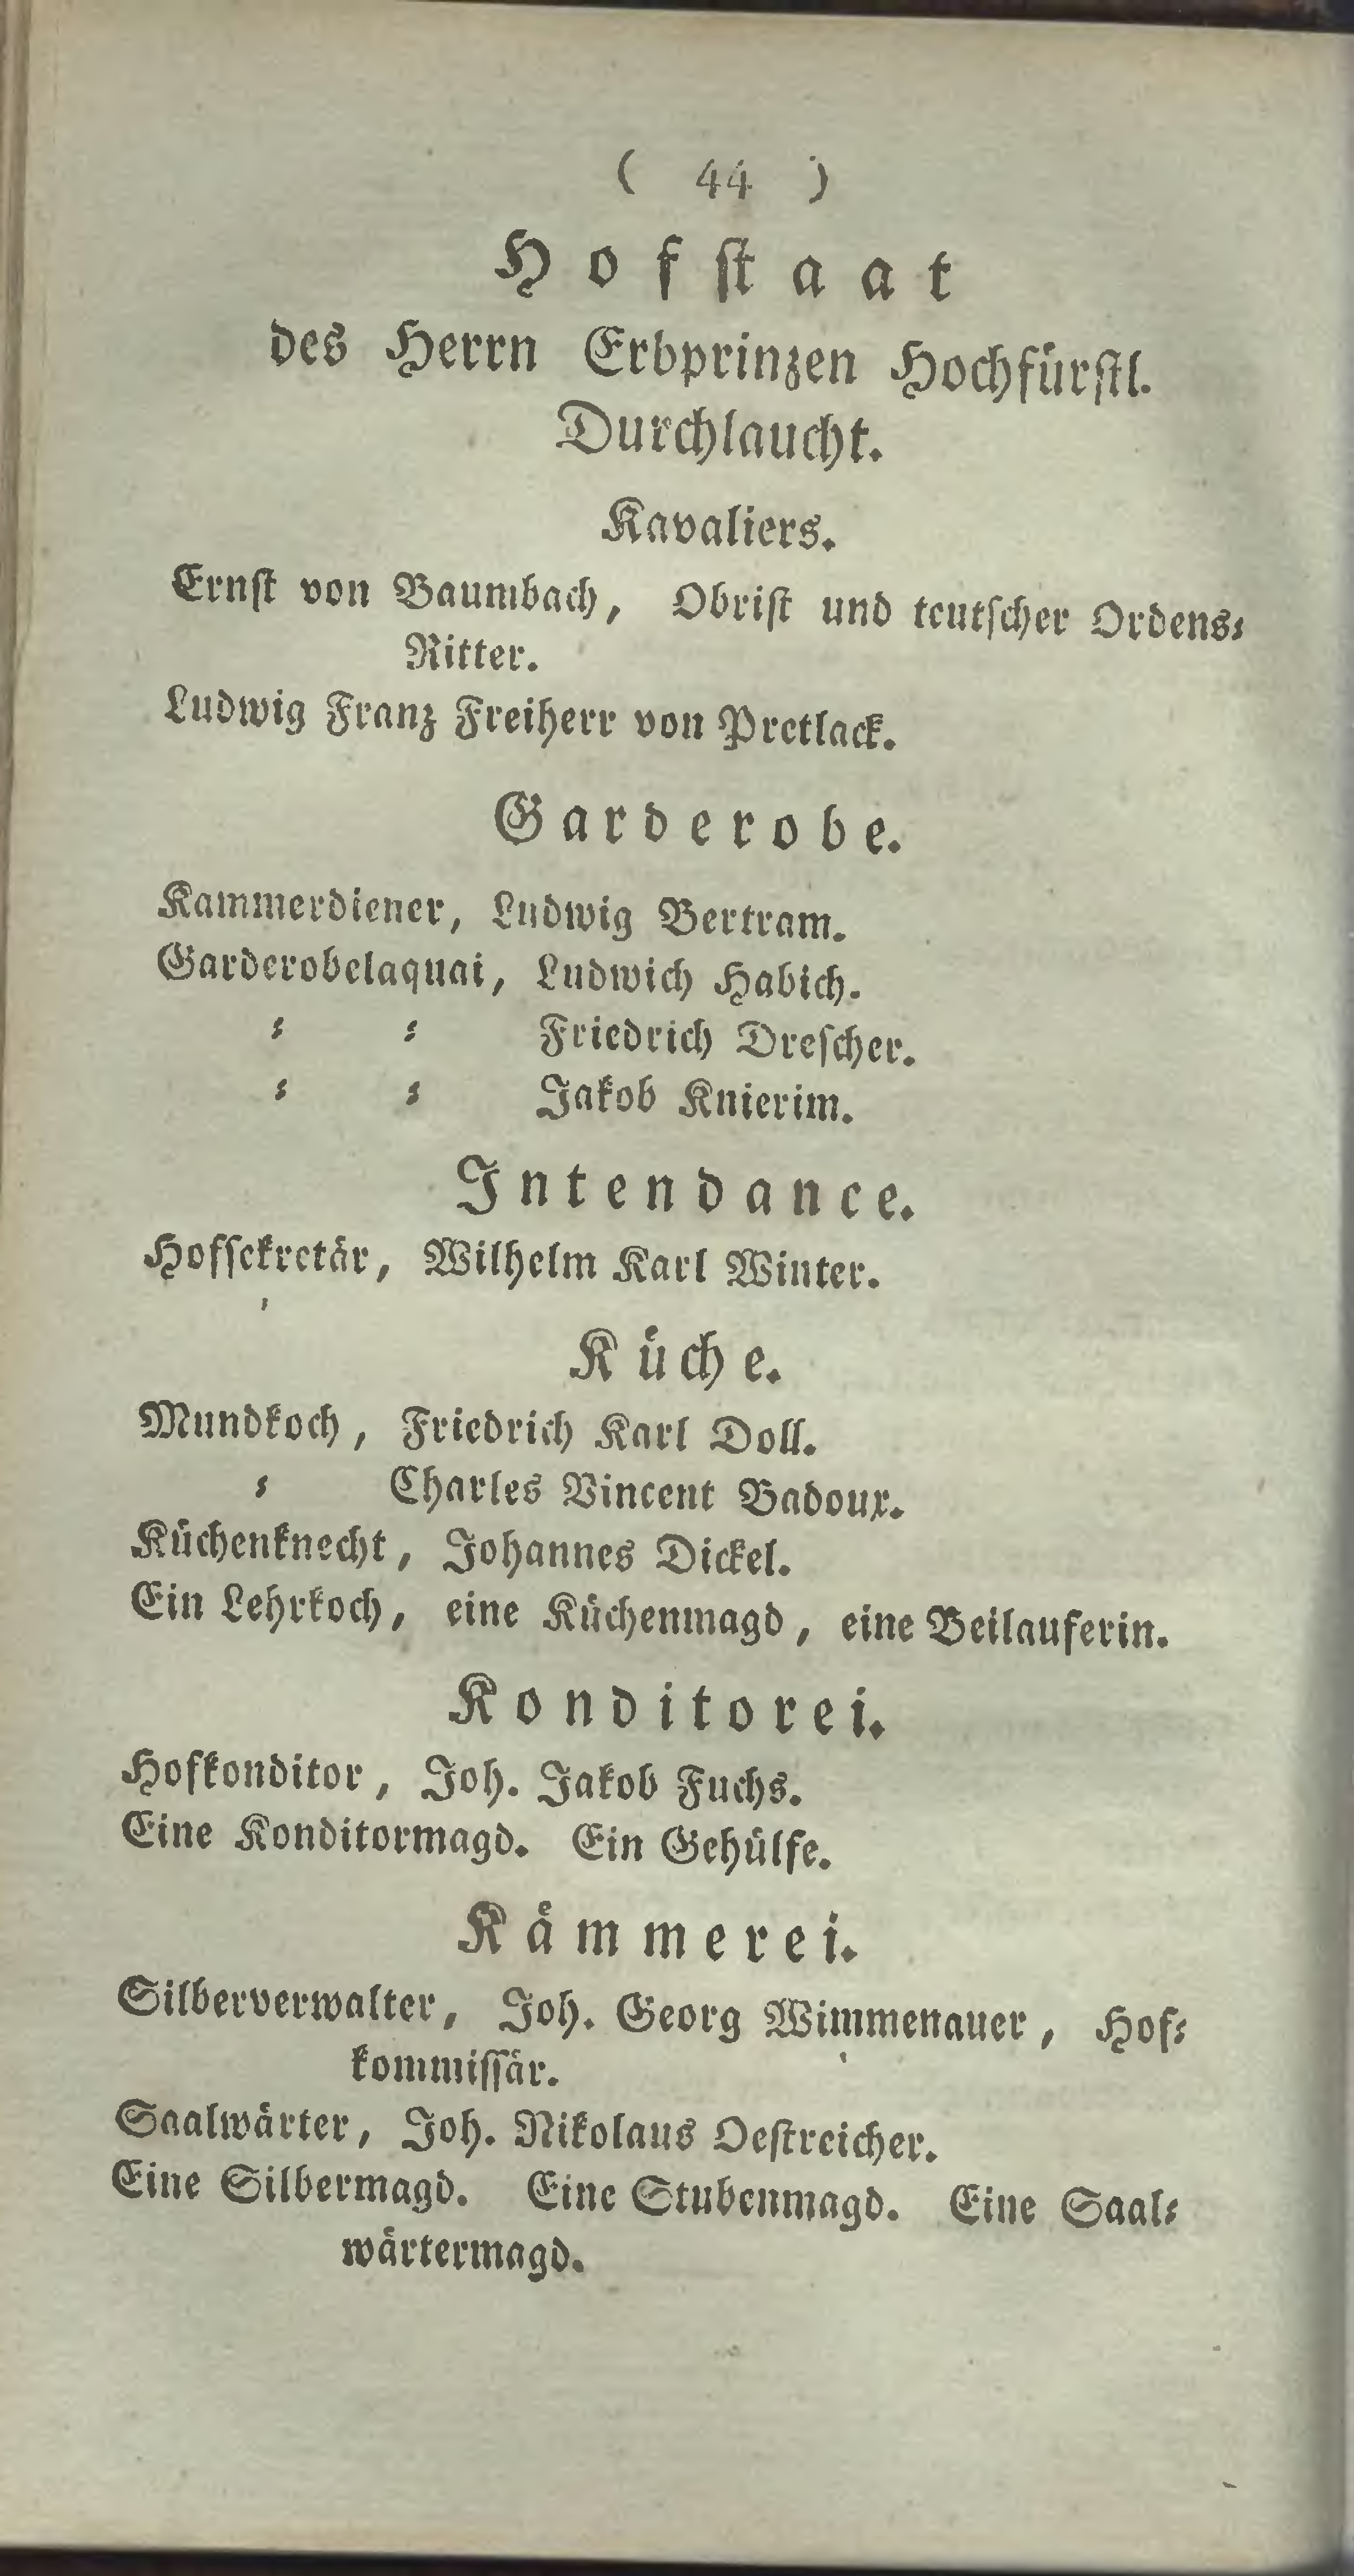 ( 44 )
Hofstaat
des Herrn Erbprinzen Hochfürstl.
Durchlaucht.
Kavaliers.
Ernst von Baumbach, Obrist und teutscher Ordens-
Ritter.
Ludwig Franz Freiherr von Pretlack.
Garderobe.
Kammerdiener, Ludwig Bertram.
Garderobelaquai, Ludwich Habich.
- - Friedrich Drescher.
- - Jakob Knierim.
Intendance.
Hofsekretär, Wilhelm Karl Winter.
Küche.
Mundkoch, Friedrich Karl Doll.
- Charles Vincent Badoux.
Küchenknecht, Johannes Dickel.
Ein Lehrkoch, eine Küchenmagd, eine Beilauferin.
Konditorei.
Hofkonditor, Joh. Jakob Fuchs.
Eine Konditormagd. Ein Gehülfe.
Kämmerei.
Silberverwalter, Joh. Georg Wimmenauer, Hof-
kommissär.
Saalwärter, Joh. Nikolaus Oestreicher.
Eine Silbermagd. Eine Stubenmagd. Eine Saal-
wärtermagd.